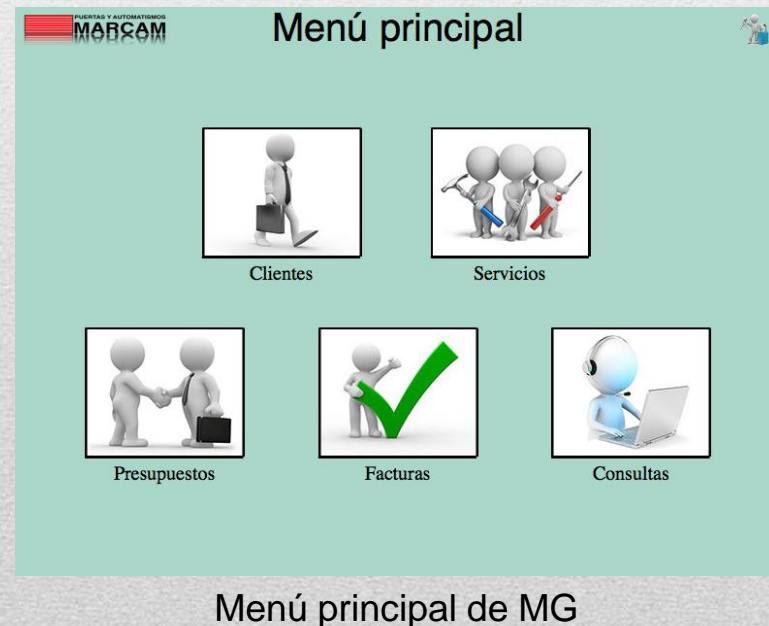 PUERTAS Y AUTOMATISMOS
MARCAM
Menú principal
Clientes
Servicios
Presupuestos
Facturas
Consultas
Menú principal de MG